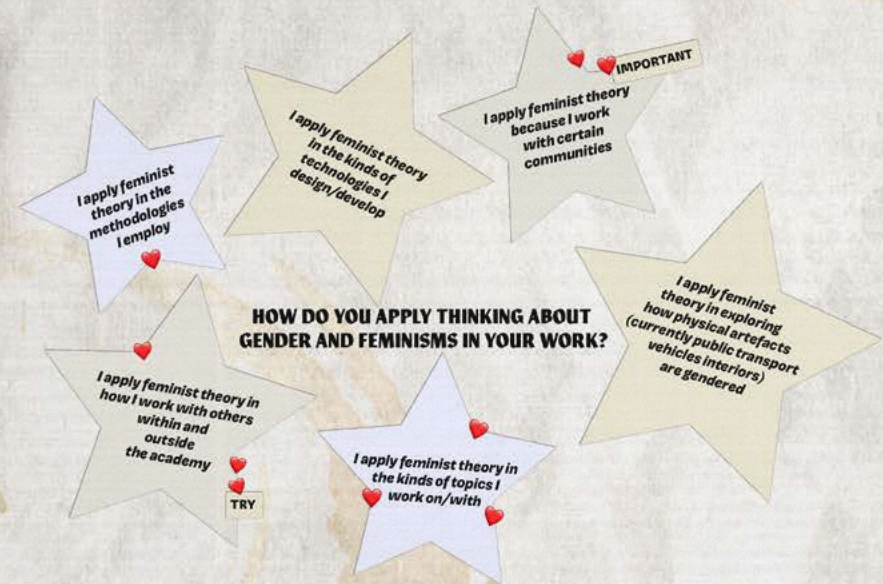 IMPORTANT
I apply feminist theory
because I work
with certain
communities
I apply feminist theory
in the kinds of
technologies I
design/develop
I apply feminist
theory in the
methodologies
I employ
HOW DO YOU APPLY THINKING ABOUT
GENDER AND FEMINISMS IN YOUR WORK?
I apply feminist
theory in exploring
how physical artefacts
(currently public transport
vehicles interiors)
are gendered
I apply feminist theory in
how I work with others
within and
outside
the academy
TRY
I apply feminist theory in
the kinds of topics I
work on/with